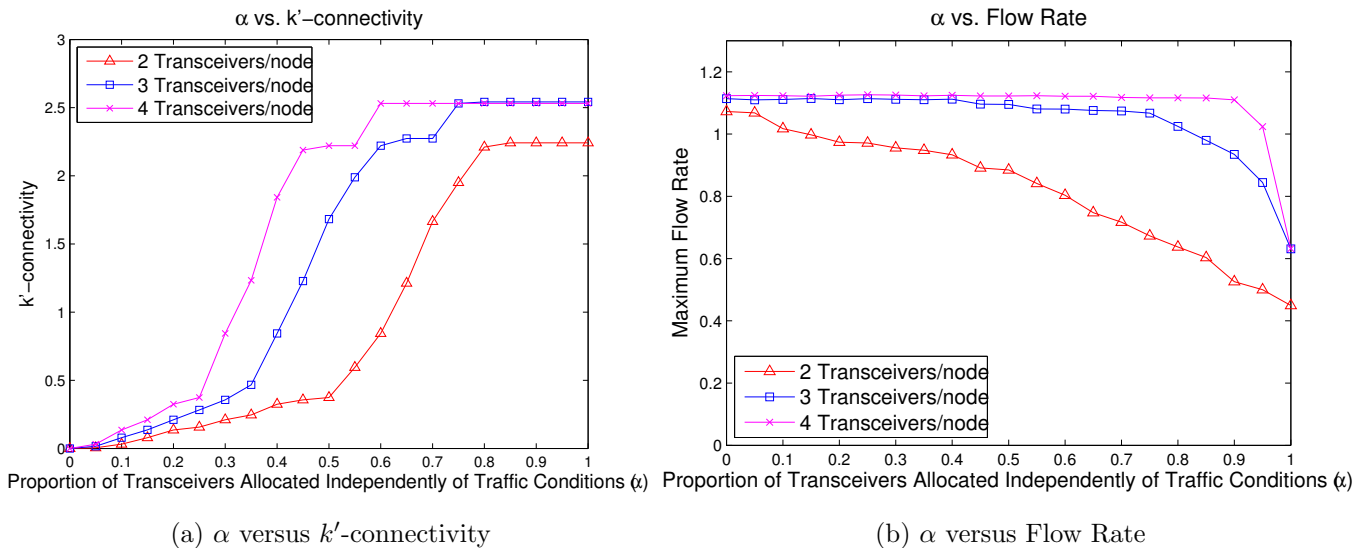 α vs. k'−connectivity
3
2.5
2
1.5
1
0.5
0
k'−connectivity
2 Transceivers/node
3 Transceivers/node
4 Transceivers/node
0 0.1 0.2 0.3 0.4 0.5 0.6 0.7 0.8 0.9 1
Proportion of Transceivers Allocated Independently of Traffic Conditions (α)
(a) α versus k′-connectivity
α vs. Flow Rate
1.2
1
0.8
0.6
0.4
0.2
0
Maximum Flow Rate
2 Transceivers/node
3 Transceivers/node
4 Transceivers/node
0 0.1 0.2 0.3 0.4 0.5 0.6 0.7 0.8 0.9 1
Proportion of Transceivers Allocated Independently of Traffic Conditions (α)
(b) α versus Flow Rate